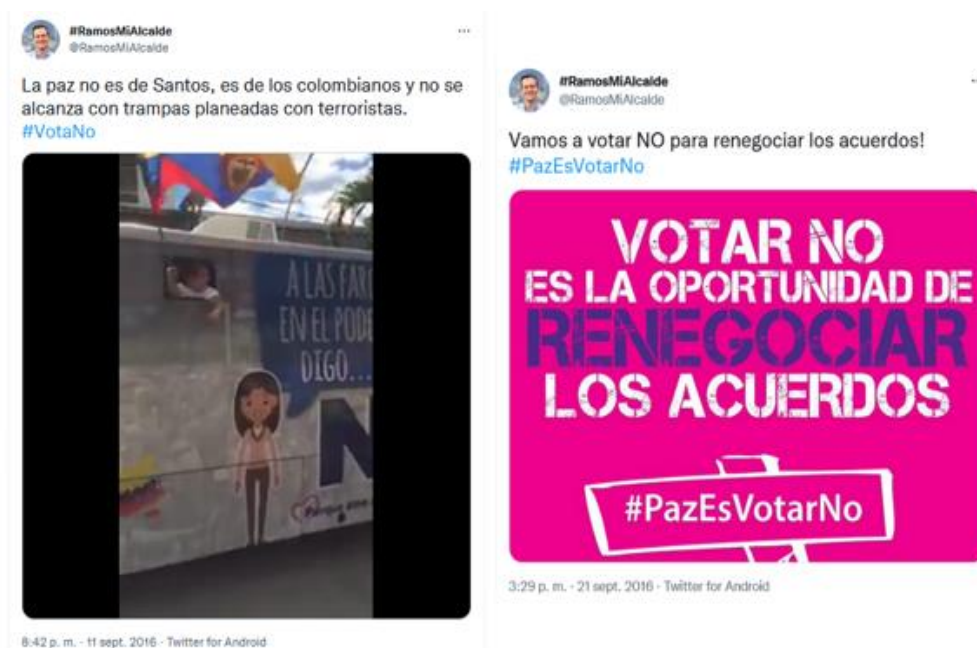 #RamosMiAlcalde
@RamosMiAlcalde
La paz no es de Santos, es de los colombianos y no se
alcanza con trampas planeadas con terroristas.
#VotaNo
A LAS FARC
EN EL PODE
DIGO...
N
8:42 p. m. · 11 sept. 2016 · Twitter for Android
#RamosMiAlcalde
@RamosMiAlcalde
Vamos a votar NO para renegociar los acuerdos!
#PazEsVotarNo
VOTAR NO
ES LA OPORTUNIDAD DE
RENEGOCIAR
LOS ACUERDOS
#PazEsVotarNo
3:29 p. m. · 21 sept. 2016 · Twitter for Android